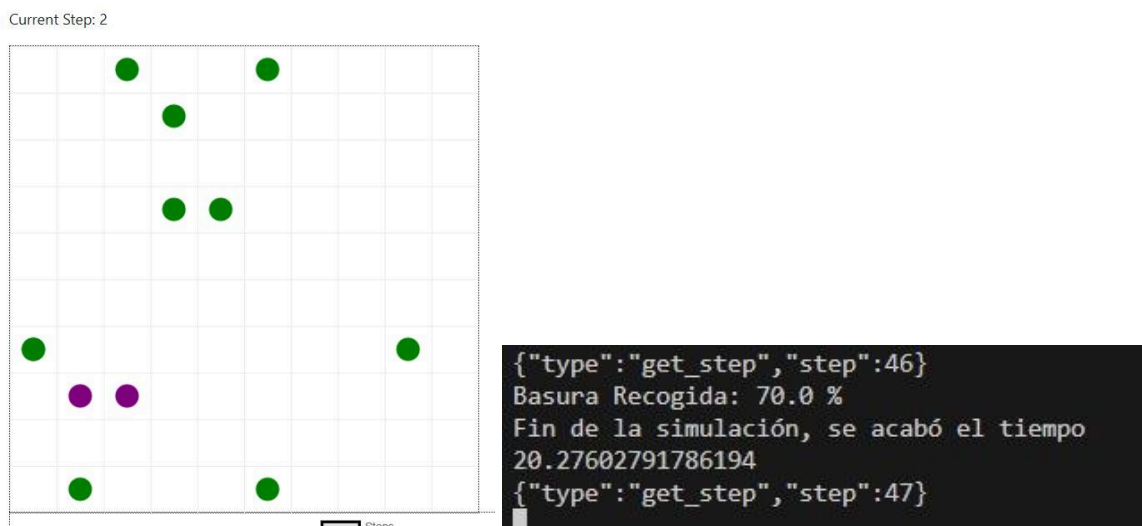 Current Step: 2
Steps
{"type":"get_step","step":46}
Basura Recogida: 70.0 %
Fin de la simulación, se acabó el tiempo
20.27602791786194
{"type":"get_step","step":47}